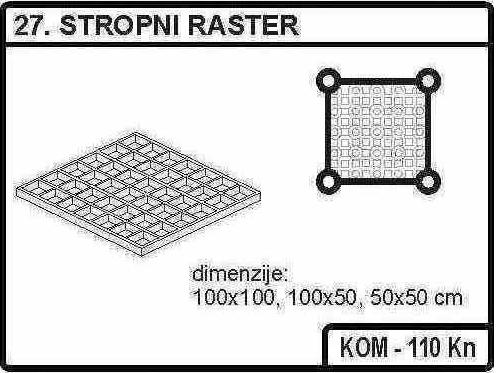 27. STROPNI RASTER
dimenzije:
100x100, 100x50, 50x50 cm
KOM - 110 Kn